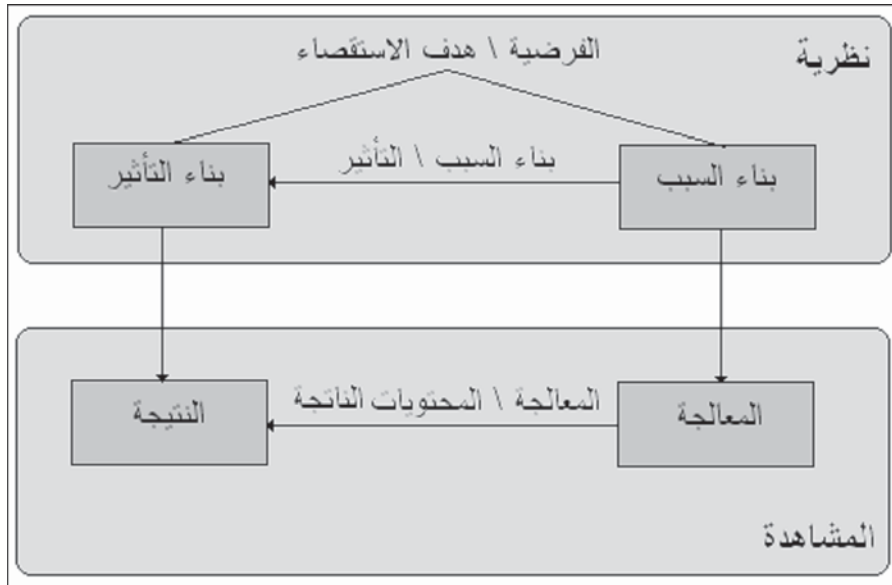 نظرية
الفرضية \ هدف الاستقصاء
بناء السبب
بناء السبب \ التأثير
بناء التأثير
المعالجة
المعالجة \ المحتويات الناتجة
النتيجة
المشاهدة